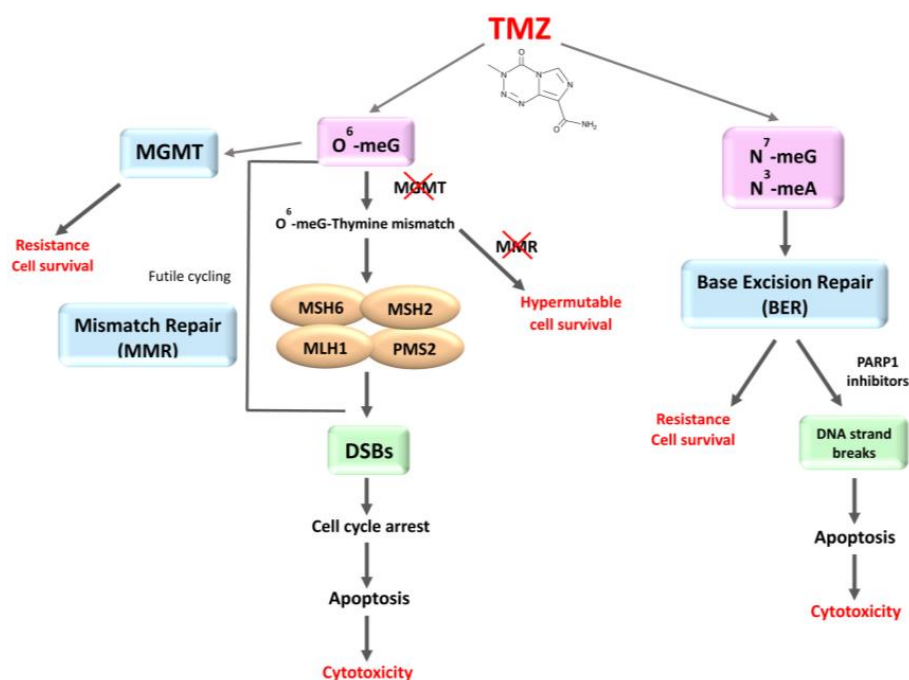 TMZ
O
N
N
N
N
N
O
NH₂
MGMT
O⁶-meG
N⁷-meG
N³-meA
MGMT
O⁶-meG-Thymine mismatch
Resistance
Cell survival
Futile cycling
MMR
Base Excision Repair
(BER)
MSH6
MSH2
Hypermutable
cell survival
Mismatch Repair
(MMR)
MLH1
PMS2
PARP1
inhibitors
Resistance
Cell survival
DNA strand
breaks
DSBs
Cell cycle arrest
Apoptosis
Apoptosis
Cytotoxicity
Cytotoxicity